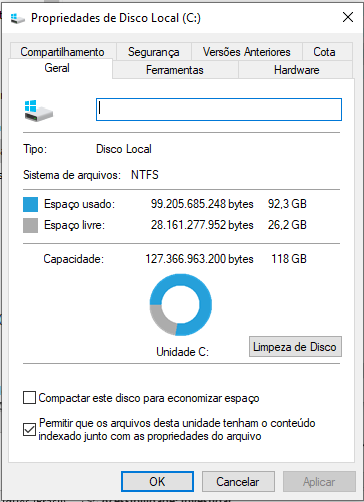 Propriedades de Disco Local (C:)
Compartilhamento Segurança Versões Anteriores Cota
Geral Ferramentas Hardware
Tipo: Disco Local
Sistema de arquivos: NTFS
Espaço usado: 99.205.685.248 bytes 92,3 GB
Espaço livre: 28.161.277.952 bytes 26,2 GB
Capacidade: 127.366.963.200 bytes 118 GB
Unidade C: Limpeza de Disco
Compactar este disco para economizar espaço
Permitir que os arquivos desta unidade tenham o conteúdo
indexado junto com as propriedades do arquivo
OK Cancelar Aplicar